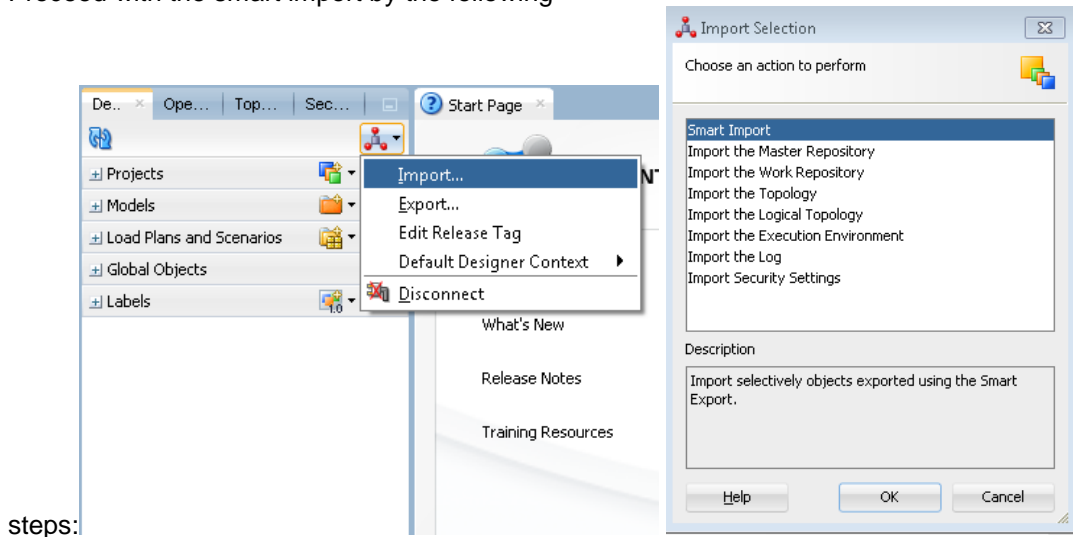 Proceed with the smart import by the following
steps:
De..
Ope...
Top...
Sec...
Start Page
Projects
Models
Load Plans and Scenarios
Global Objects
Labels
1.0
Import...
Export...
Edit Release Tag
Default Designer Context
Disconnect
What's New
Release Notes
Training Resources
Import Selection
Choose an action to perform
Smart Import
Import the Master Repository
Import the Work Repository
Import the Topology
Import the Logical Topology
Import the Execution Environment
Import the Log
Import Security Settings
Description
Import selectively objects exported using the Smart
Export.
Help
OK
Cancel